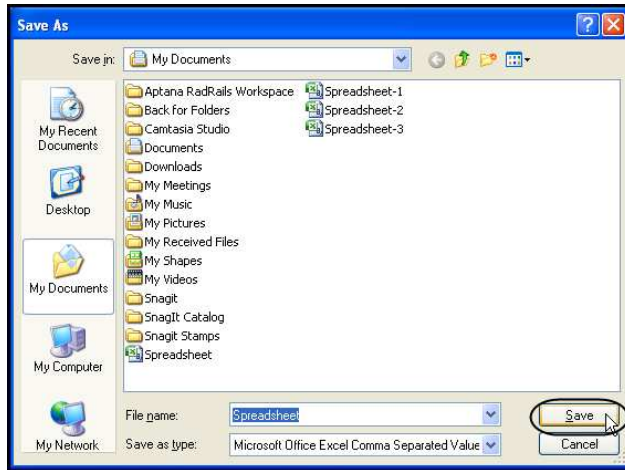 Save As
Save in:
My Documents
My Recent Documents
Desktop
My Documents
My Computer
My Network
Aptana RadRails Workspace
Back for Folders
Camtasia Studio
Documents
Downloads
My Meetings
My Music
My Pictures
My Received Files
My Shapes
My Videos
Snagit
SnagIt Catalog
Snagit Stamps
Spreadsheet
Spreadsheet-1
Spreadsheet-2
Spreadsheet-3
File name:
Spreadsheet
Save
Save as type:
Microsoft Office Excel Comma Separated Value
Cancel